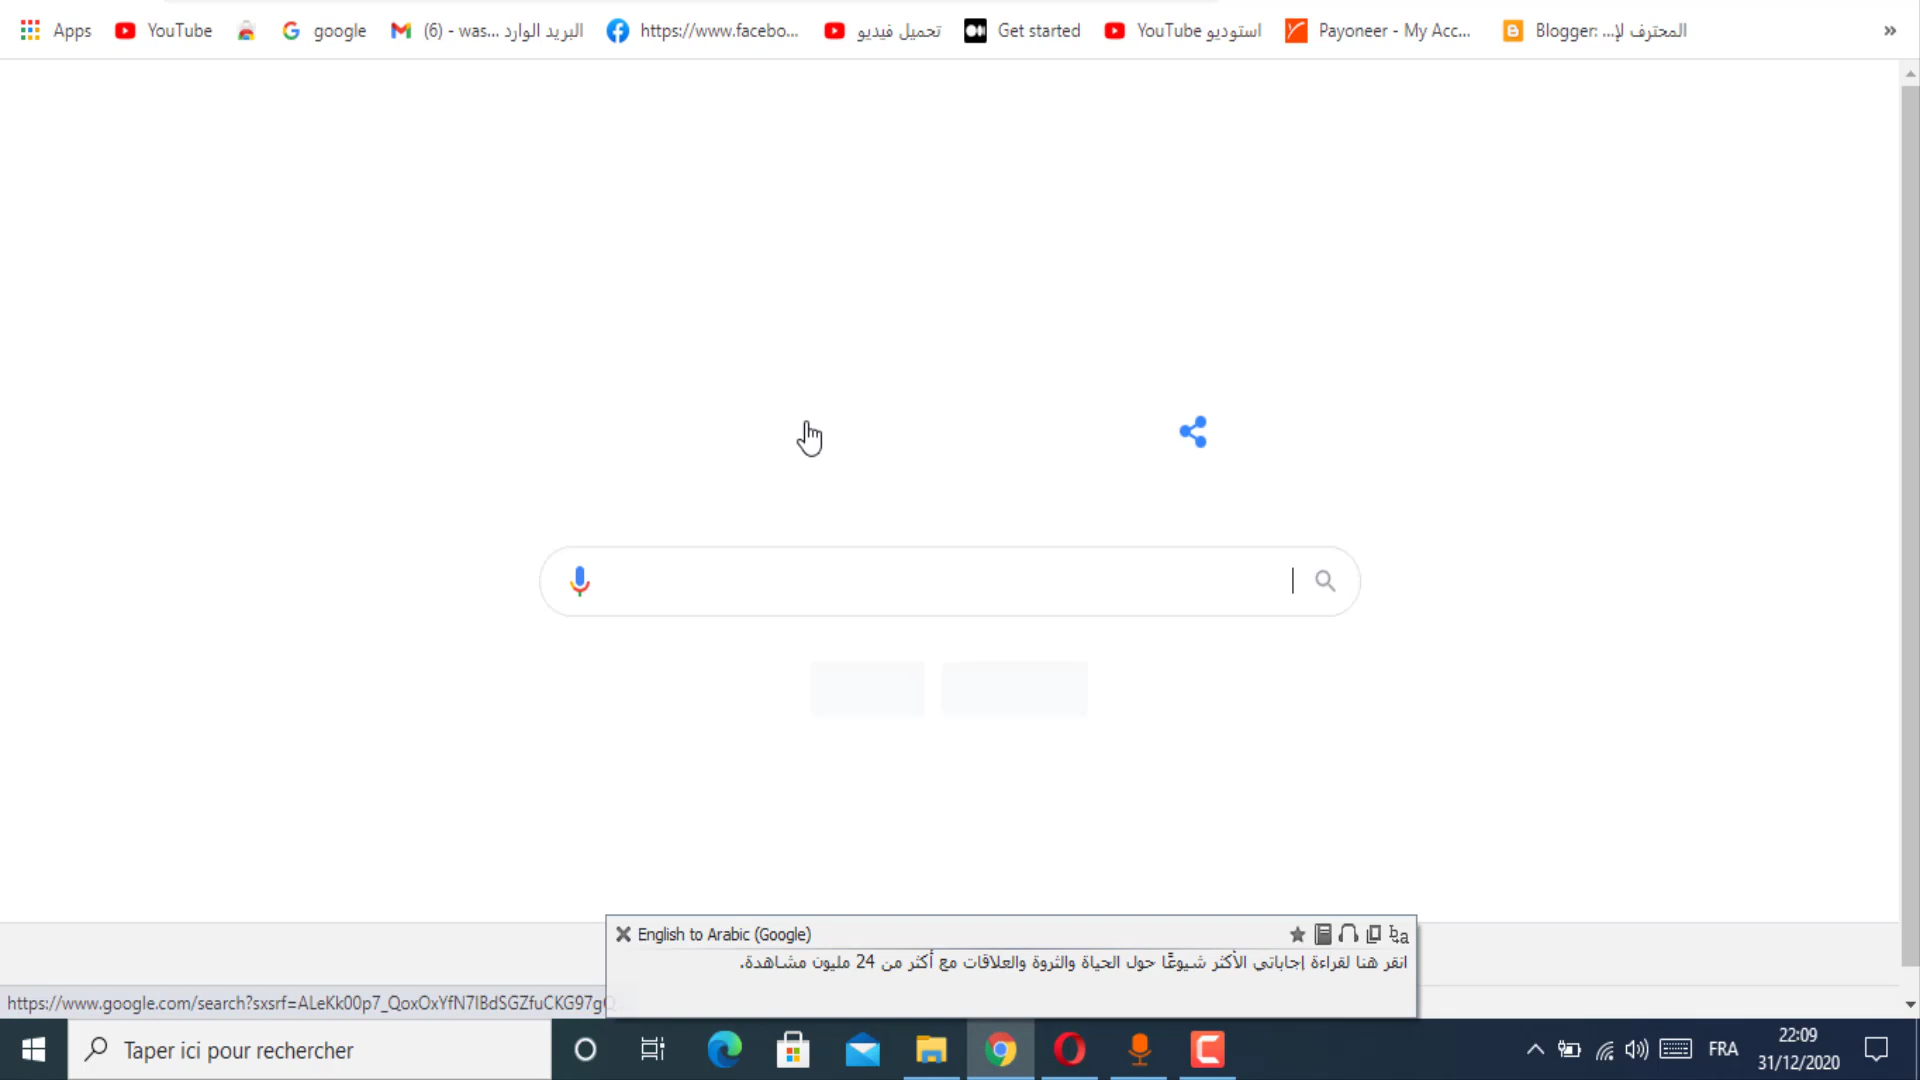 Apps YouTube google البريد الوارد (6) - was... https://www.facebo... تحميل فيديو Get started استوديو YouTube Payoneer - My Acc... Blogger: المحترف لإ... »
English to Arabic (Google)
انقر هنا لقراءة إجاباتي الأكثر شيوعًا حول الحياة والثروة والعلاقات مع أكثر من 24 مليون مشاهدة.
https://www.google.com/search?sxsrf=ALeKk00p7_QoxOxYfN7IBdSGZfuCKG97g
Taper ici pour rechercher
FRA
22:09
31/12/2020